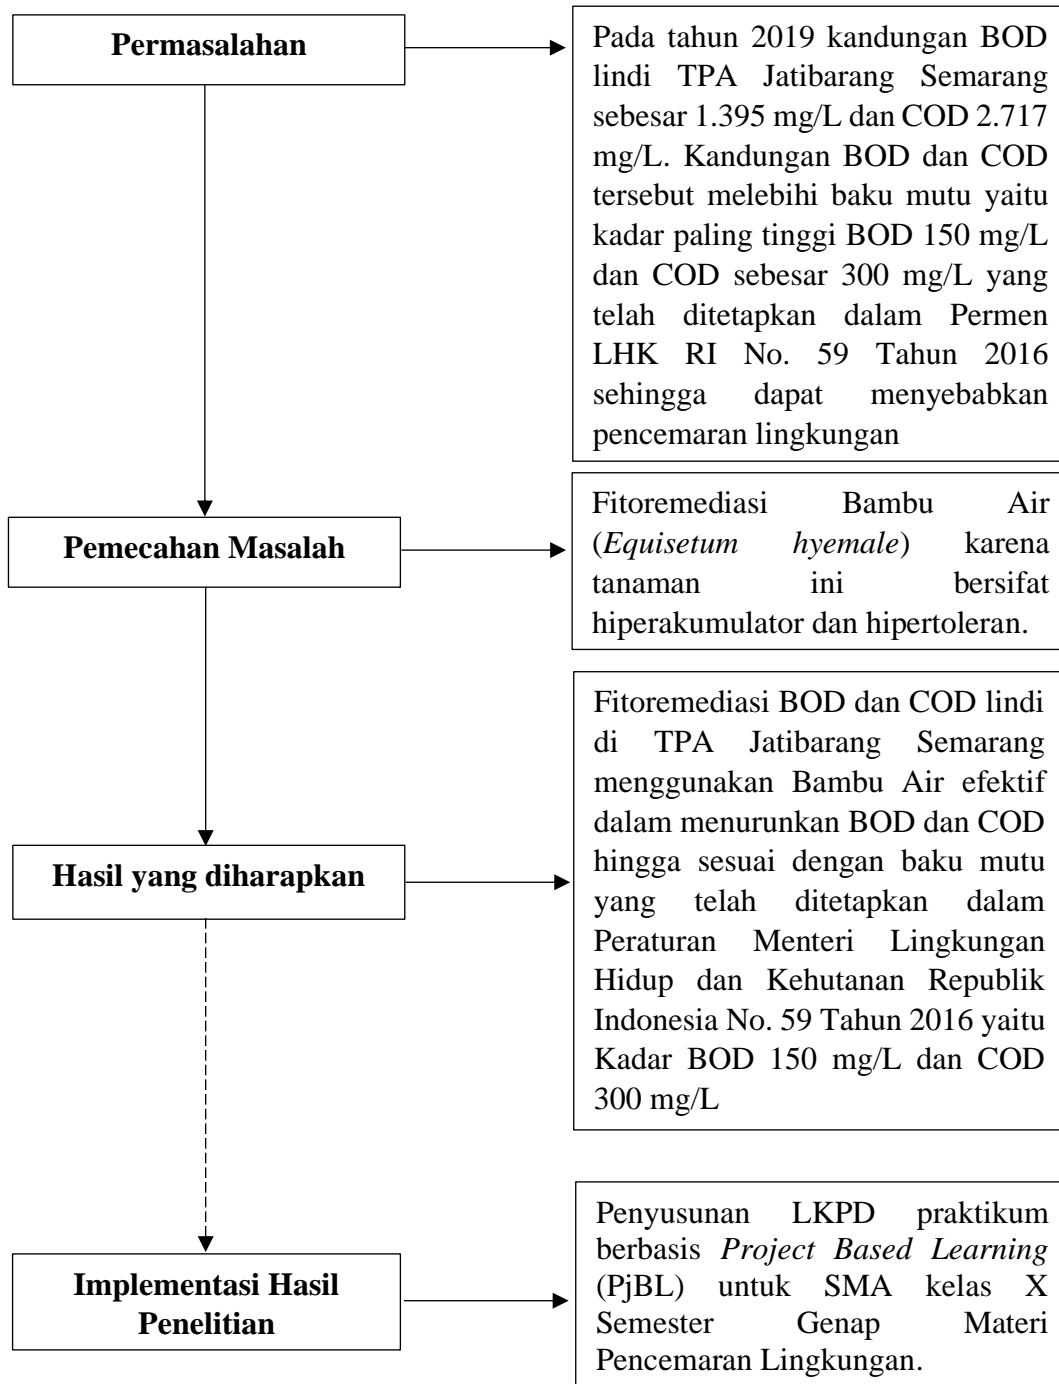 Permasalahan
Pada tahun 2019 kandungan BOD
lindi TPA Jatibarang Semarang
sebesar 1.395 mg/L dan COD 2.717
mg/L. Kandungan BOD dan COD
tersebut melebihi baku mutu yaitu
kadar paling tinggi BOD 150 mg/L
dan COD sebesar 300 mg/L yang
telah ditetapkan dalam Permen
LHK RI No. 59 Tahun 2016
sehingga dapat menyebabkan
pencemaran lingkungan
Pemecahan Masalah
Fitoremediasi Bambu Air
(Equisetum hyemale) karena
tanaman ini bersifat
hiperakumulator dan hipertoleran.
Hasil yang diharapkan
Fitoremediasi BOD dan COD lindi
di TPA Jatibarang Semarang
menggunakan Bambu Air efektif
dalam menurunkan BOD dan COD
hingga sesuai dengan baku mutu
yang telah ditetapkan dalam
Peraturan Menteri Lingkungan
Hidup dan Kehutanan Republik
Indonesia No. 59 Tahun 2016 yaitu
Kadar BOD 150 mg/L dan COD
300 mg/L
Implementasi Hasil
Penelitian
Penyusunan LKPD praktikum
berbasis Project Based Learning
(PjBL) untuk SMA kelas X
Semester Genap Materi
Pencemaran Lingkungan.